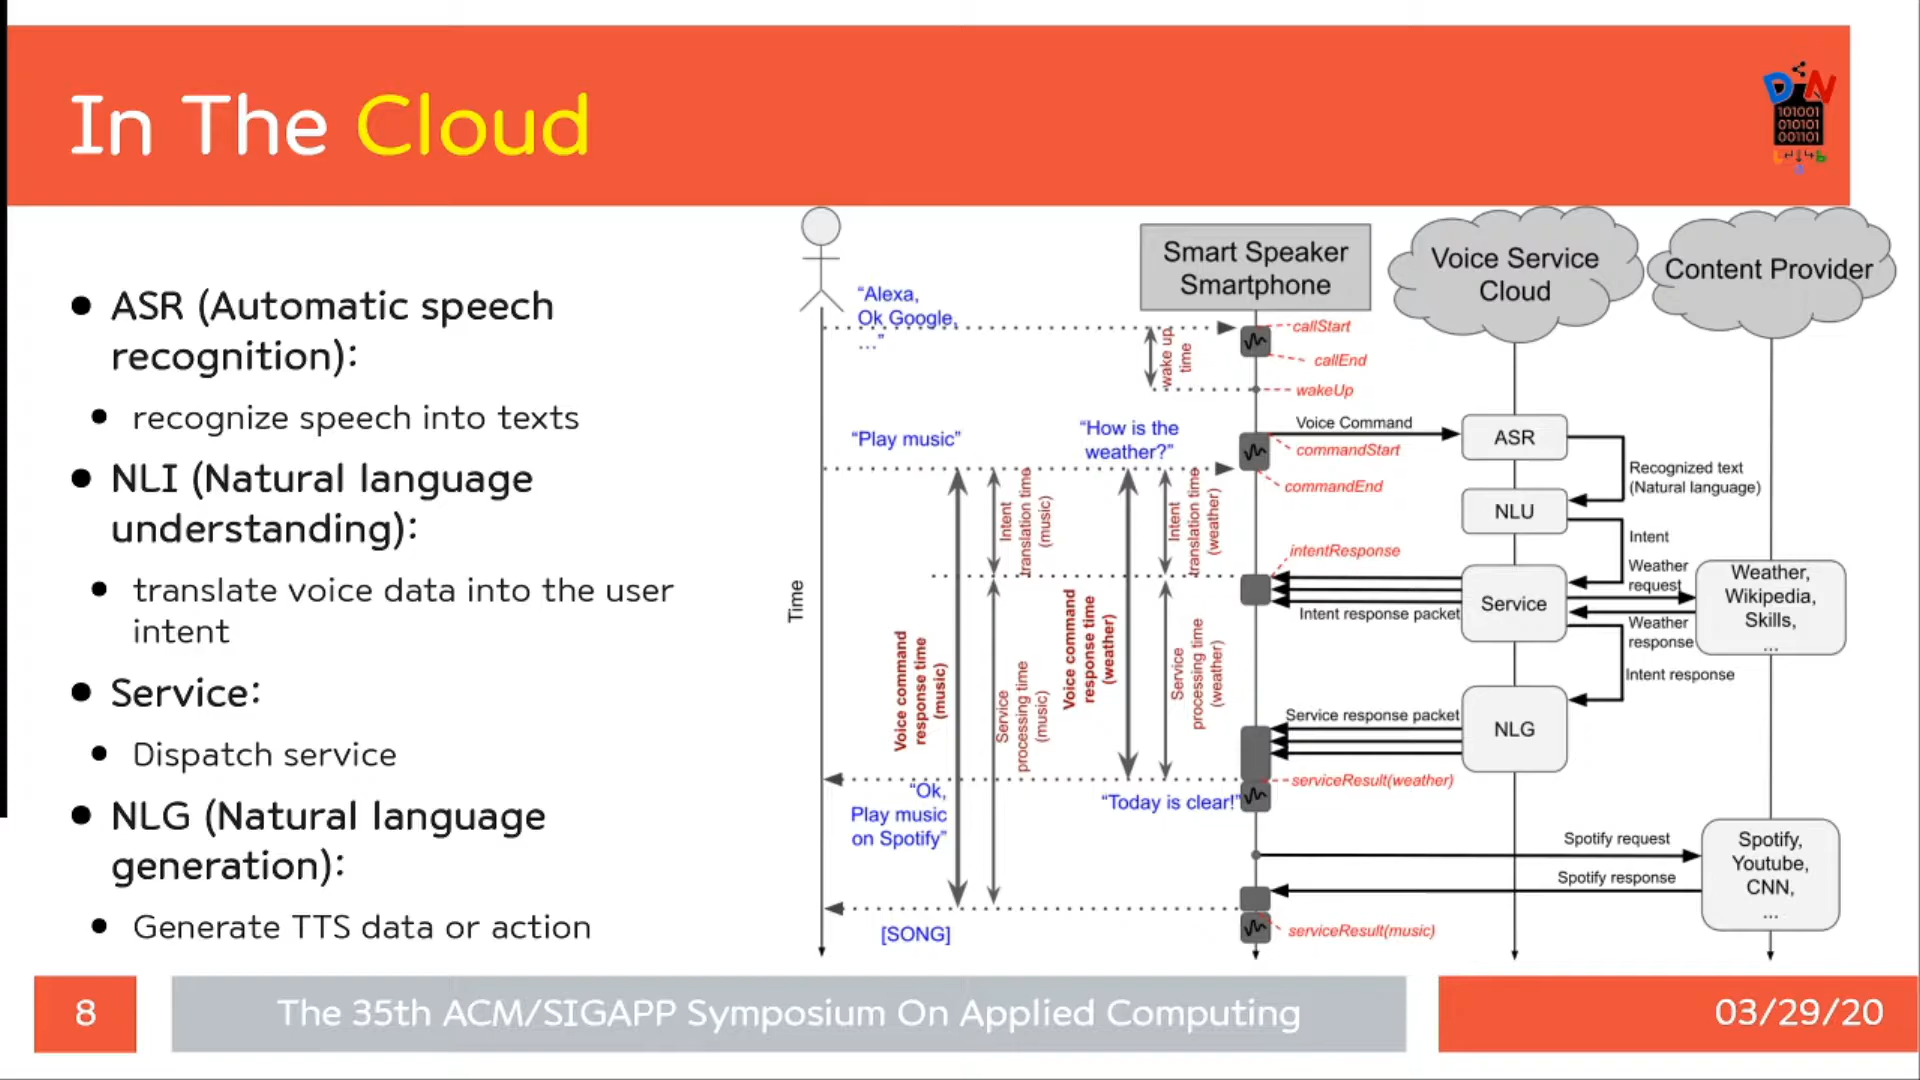 In The Cloud
D N
101001
010101
001101
• ASR (Automatic speech
recognition):
• recognize speech into texts
• NLI (Natural language
understanding):
• translate voice data into the user
intent
• Service:
• Dispatch service
• NLG (Natural language
generation):
• Generate TTS data or action
Smart Speaker
Smartphone
Voice Service
Cloud
Content Provider
“Alexa,
Ok Google,
…”
wake up
time
callStart
callEnd
wakeUp
“Play music”
“How is the
weather?”
Voice Command
commandStart
commandEnd
ASR
Recognized text
(Natural language)
NLU
Intent
Intent
translation time
(music)
Intent
translation time
(weather)
intentResponse
Intent response packet
Service
Weather
request
Weather
response
Weather,
Wikipedia,
Skills,
...
Intent response
Time
Voice command
response time
(music)
Service
processing time
(music)
Voice command
response time
(weather)
Service
processing time
(weather)
Service response packet
NLG
serviceResult(weather)
“Ok,
Play music
on Spotify”
“Today is clear!”
Spotify request
Spotify response
Spotify,
Youtube,
CNN,
...
[SONG]
serviceResult(music)
8
The 35th ACM/SIGAPP Symposium On Applied Computing
03/29/20